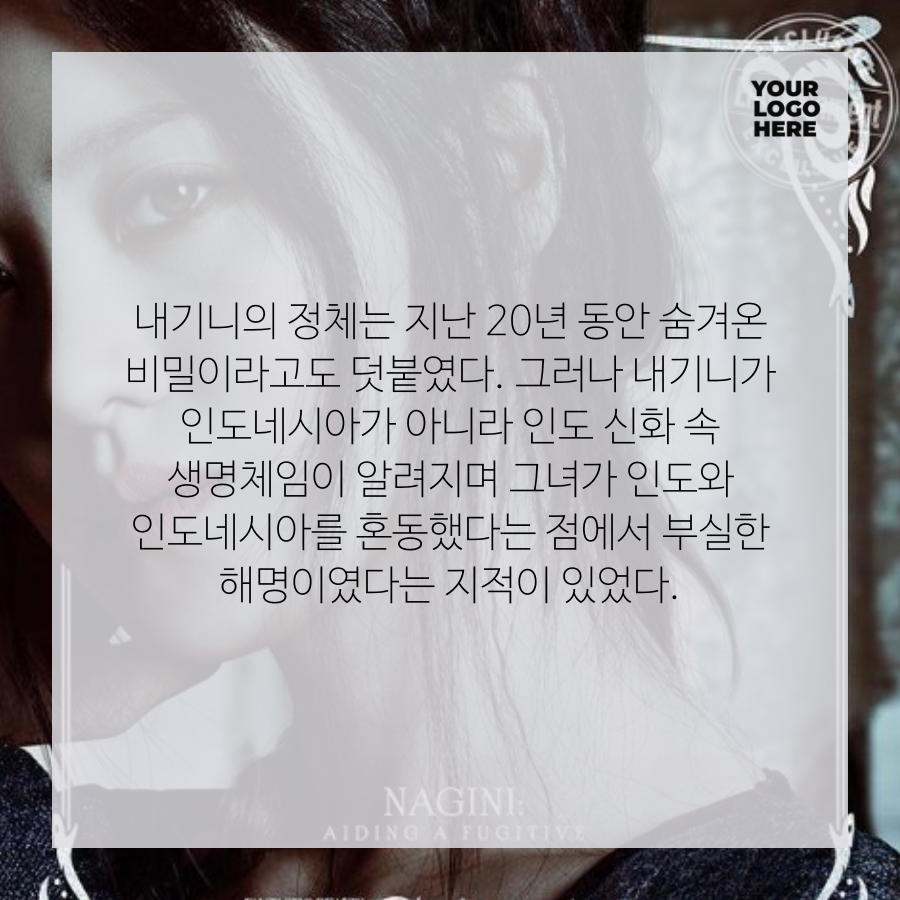 YOUR
LOGO
HERE
내기니의 정체는 지난 20년 동안 숨겨온
비밀이라고도 덧붙였다. 그러나 내기니가
인도네시아가 아니라 인도 신화 속
생명체임이 알려지며 그녀가 인도와
인도네시아를 혼동했다는 점에서 부실한
해명이였다는 지적이 있었다.
NAGINI:
AIDING A FUGITIVE